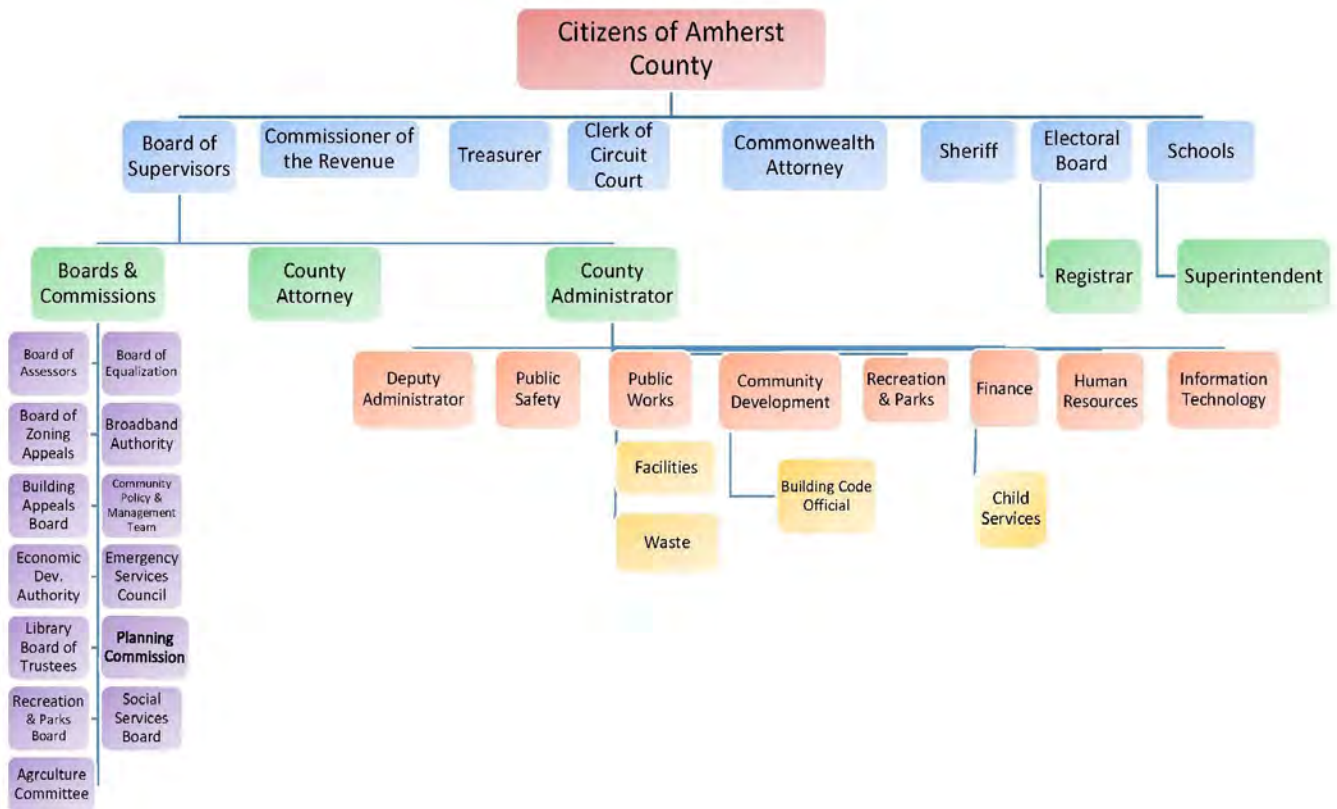 Citizens of Amherst
County
Board of
Supervisors
Commissioner of
the Revenue
Treasurer
Clerk of
Circuit
Court
Commonwealth
Attorney
Sheriff
Electoral
Board
Schools
Boards &
Commissions
County
Attorney
County
Administrator
Registrar
Superintendent
Board of
Assessors
Board of
Equalization
Board of
Zoning
Appeals
Broadband
Authority
Building
Appeals
Board
Community
Policy &
Management
Team
Economic
Dev.
Authority
Emergency
Services
Council
Library
Board of
Trustees
Planning
Commission
Recreation
& Parks
Board
Social
Services
Board
Agrculture
Committee
Deputy
Administrator
Public
Safety
Public
Works
Community
Development
Recreation
& Parks
Finance
Human
Resources
Information
Technology
Facilities
Waste
Building Code
Official
Child
Services